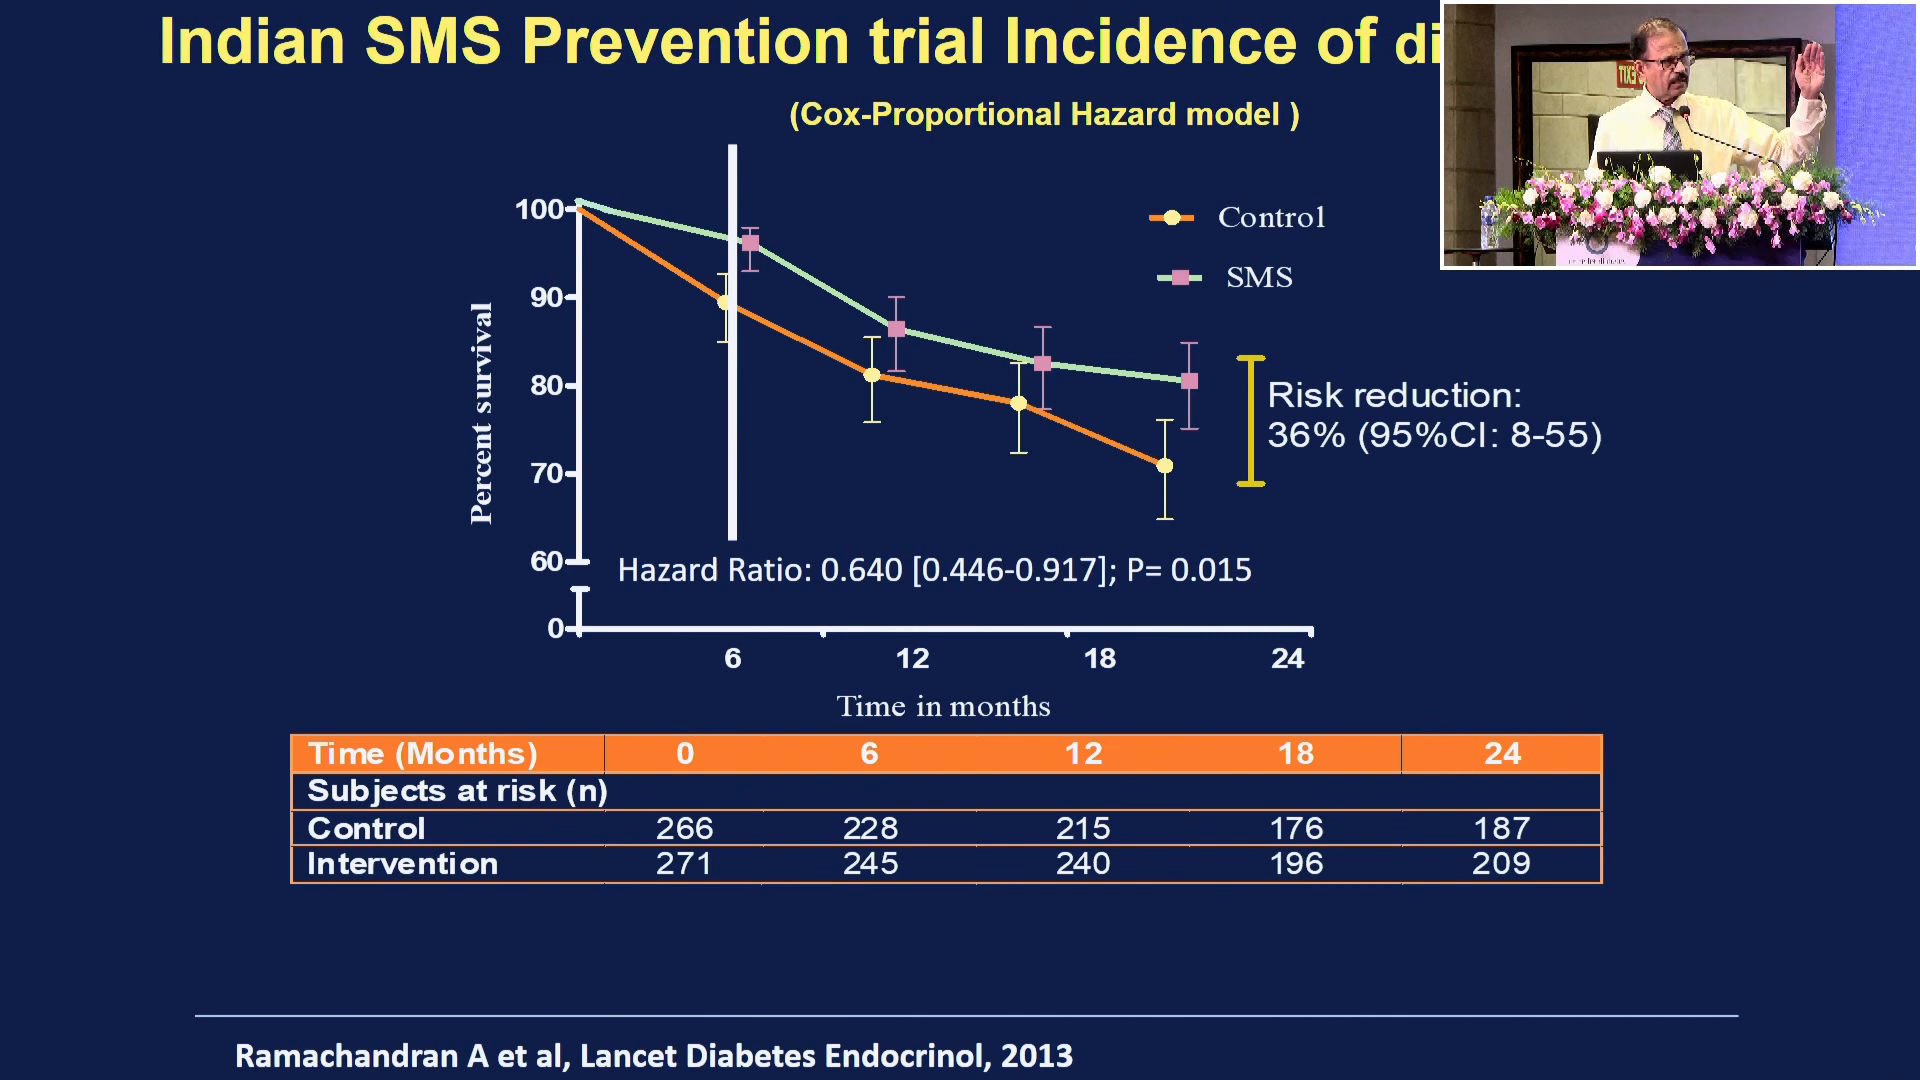 Indian SMS Prevention trial Incidence of di
(Cox-Proportional Hazard model )
Control
SMS
100
90
80
70
60
0
Percent survival
Risk reduction:
36% (95%CI: 8-55)
Hazard Ratio: 0.640 [0.446-0.917]; P= 0.015
6 12 18 24
Time in months
Time (Months) 0 6 12 18 24
Subjects at risk (n)
Control 266 228 215 176 187
Intervention 271 245 240 196 209
Ramachandran A et al, Lancet Diabetes Endocrinol, 2013
EXIT